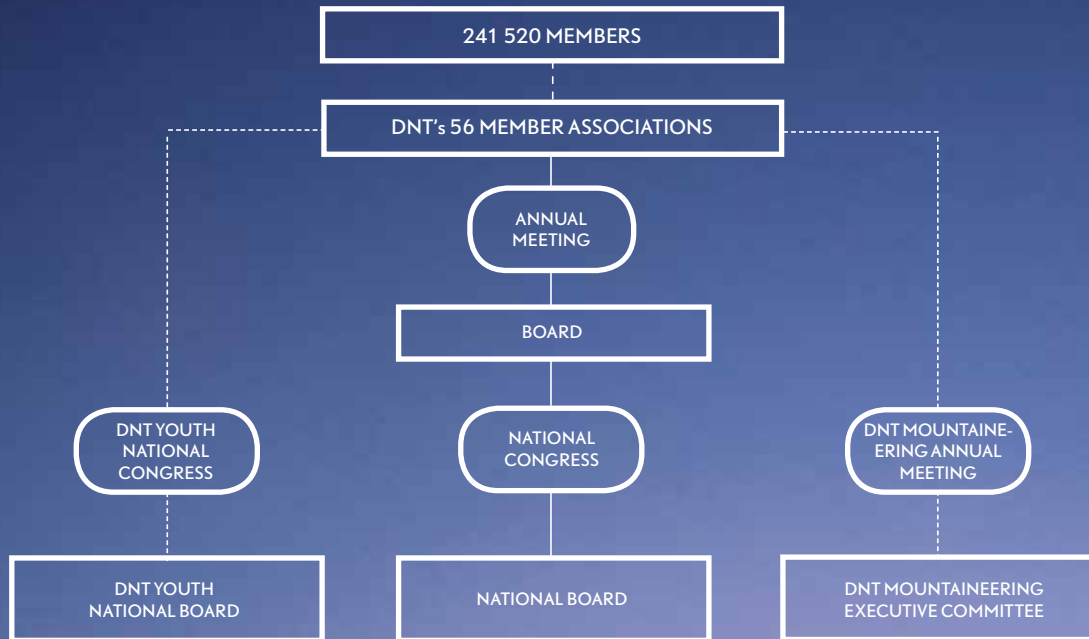 241 520 MEMBERS
DNT's 56 MEMBER ASSOCIATIONS
ANNUAL
MEETING
BOARD
DNT YOUTH
NATIONAL
CONGRESS
NATIONAL
CONGRESS
DNT MOUNTAINE-
ERING ANNUAL
MEETING
DNT YOUTH
NATIONAL BOARD
NATIONAL BOARD
DNT MOUNTAINEERING
EXECUTIVE COMMITTEE